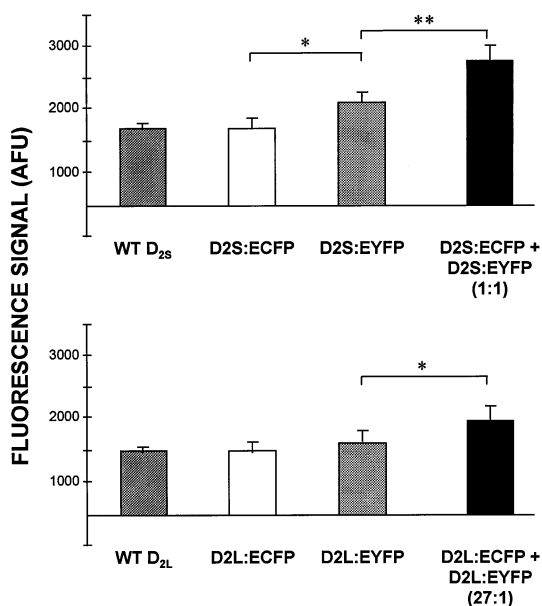 FLUORESCENCE SIGNAL (AFU)
3000
2000
1000
*
**
WT D2S
D2S:ECFP
D2S:EYFP
D2S:ECFP +
D2S:EYFP
(1:1)
3000
2000
1000
*
WT D2L
D2L:ECFP
D2L:EYFP
D2L:ECFP +
D2L:EYFP
(27:1)